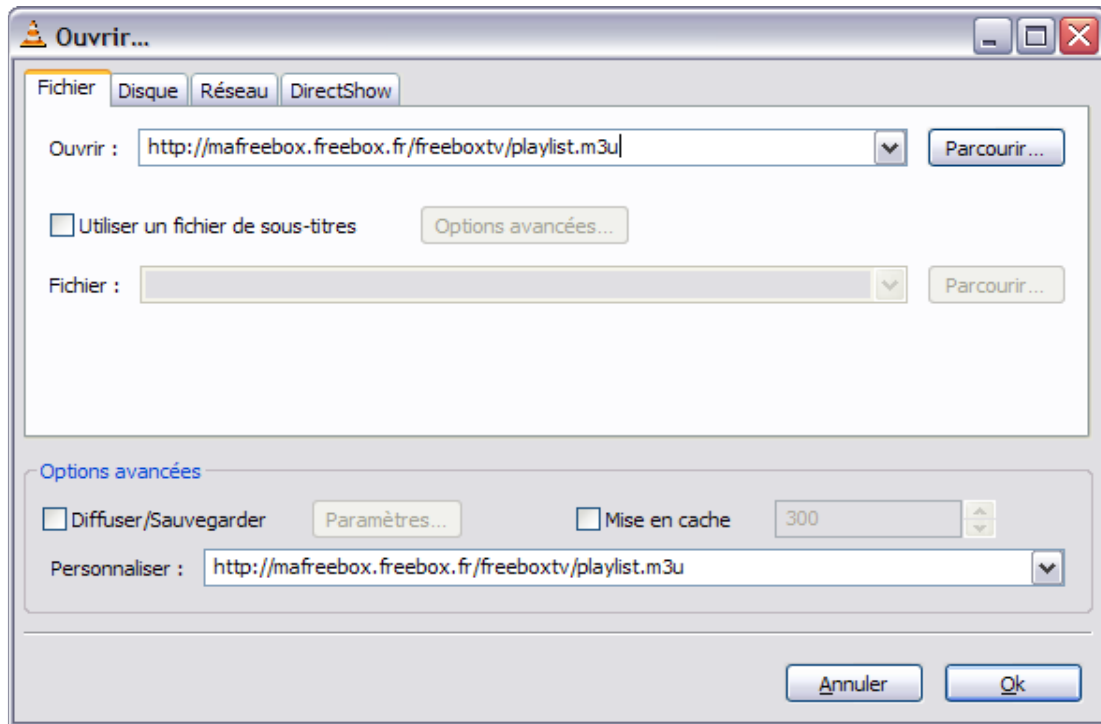 Ouvrir...
Fichier Disque Réseau DirectShow
Ouvrir : http://mafreebox.freebox.fr/freeboxtv/playlist.m3u Parcourir...
Utiliser un fichier de sous-titres Options avancées...
Fichier : Parcourir...
Options avancées
Diffuser/Sauvegarder Paramètres... Mise en cache 300
Personnaliser : http://mafreebox.freebox.fr/freeboxtv/playlist.m3u
Annuler Ok